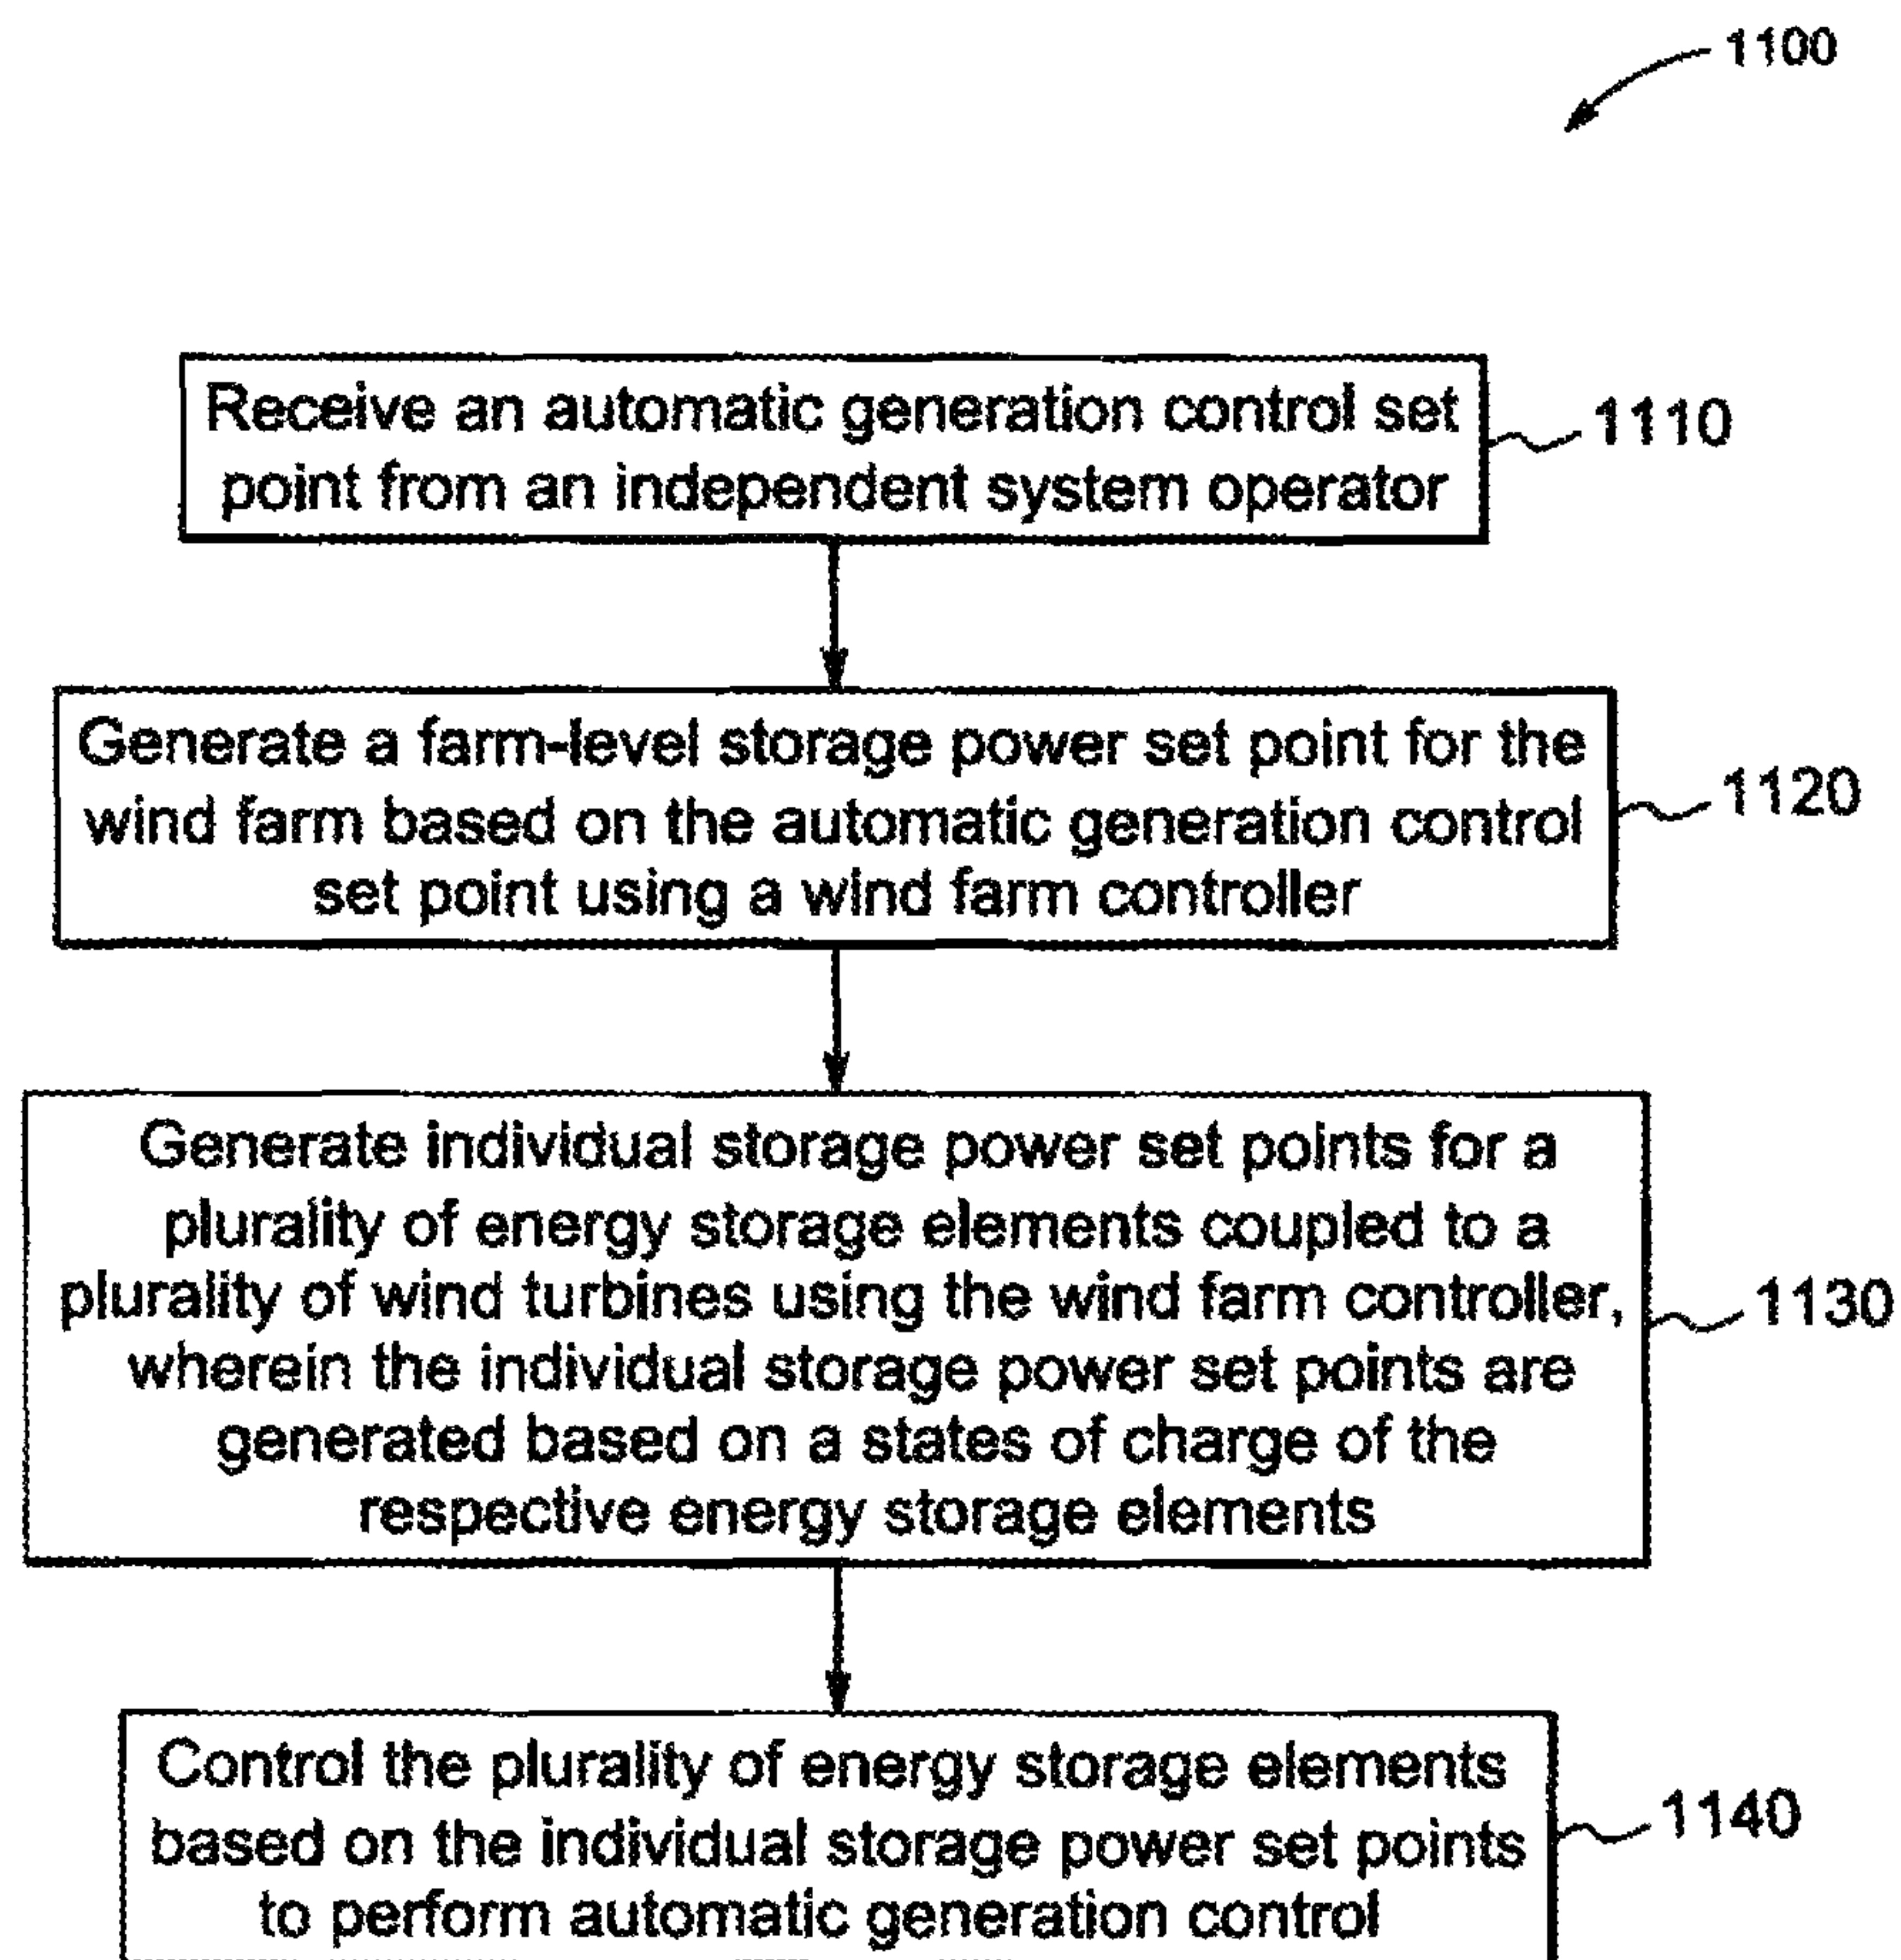 1100
Receive an automatic generation control set
point from an independent system operator
1110
Generate a farm-level storage power set point for the
wind farm based on the automatic generation control
set point using a wind farm controller
1120
Generate individual storage power set points for a
plurality of energy storage elements coupled to a
plurality of wind turbines using the wind farm controller,
wherein the individual storage power set points are
generated based on a states of charge of the
respective energy storage elements
1130
Control the plurality of energy storage elements
based on the individual storage power set points
to perform automatic generation control
1140